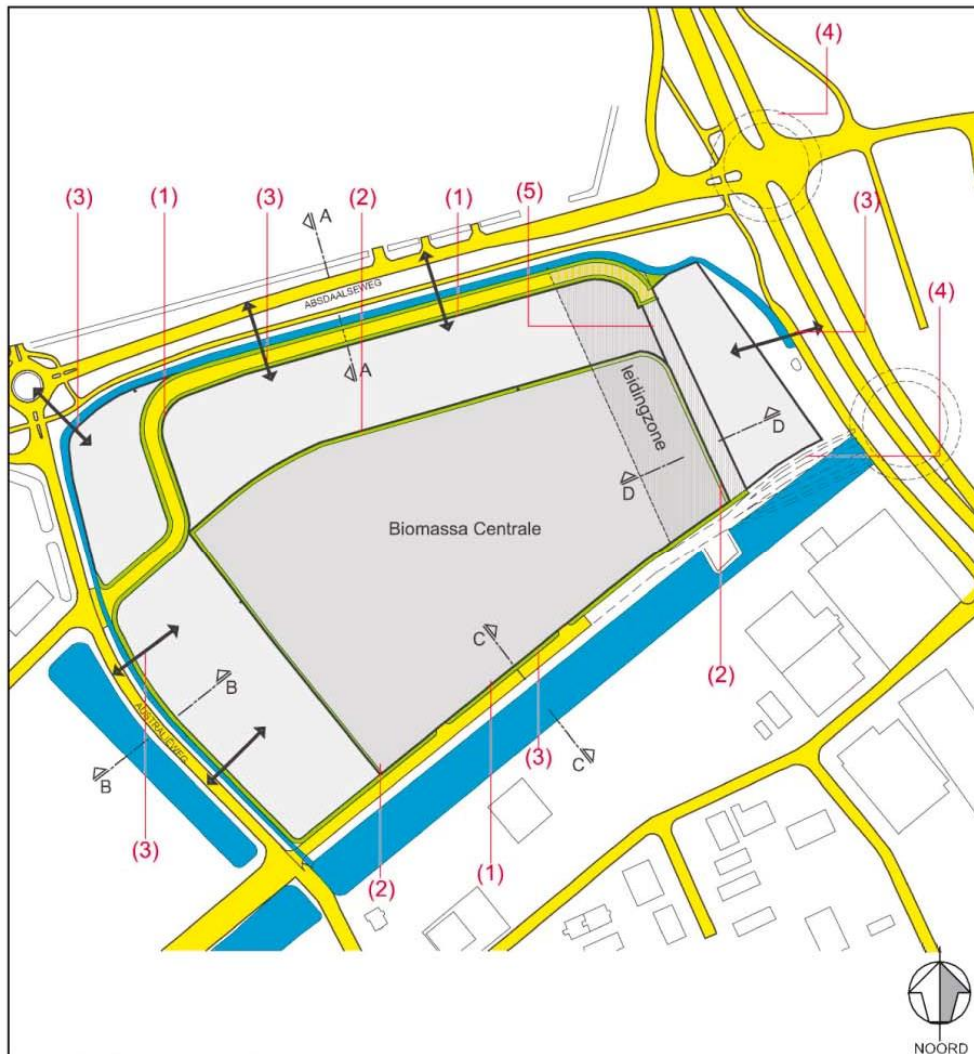 (4)
(3)
(1)
(3)
(2)
(1)
(5)
(3)
A
ABSDAALSEWEG
(4)
A
leidingzone
D
D
Biomassa Centrale
C
B
(2)
(3)
AUSTRALIEWEG
B
C
(3)
(2)
(1)
NOORD